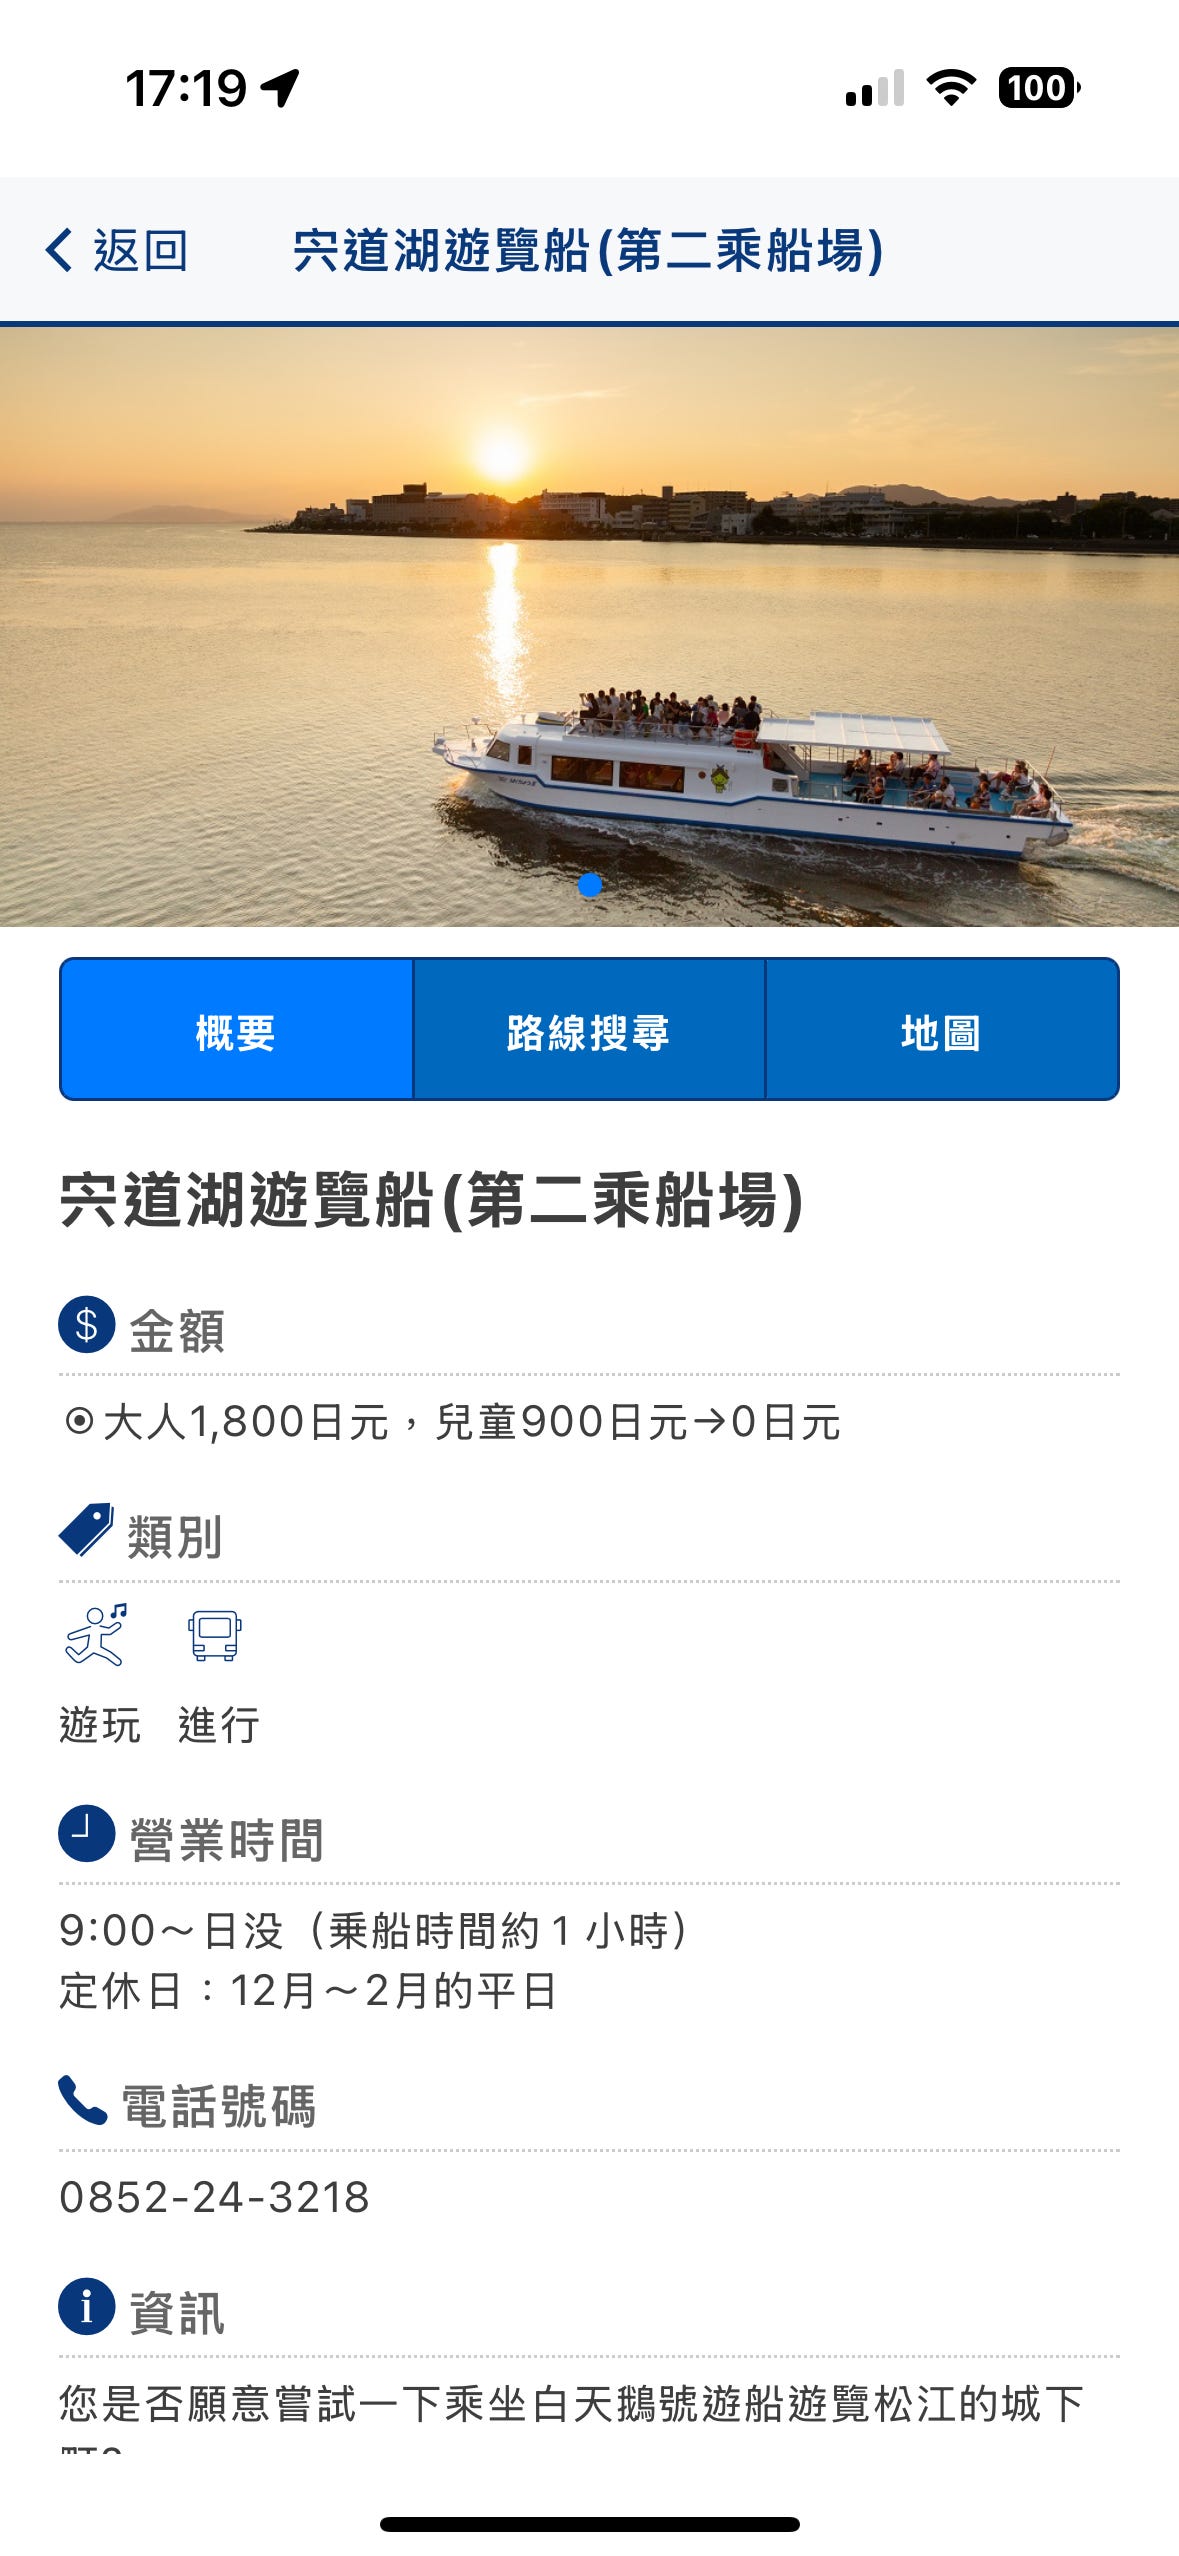 17:19
100
返回
宍道湖遊覽船(第二乘船場)
概要
路線搜尋
地圖
宍道湖遊覽船(第二乘船場)
金額
◉大人1,800日元，兒童900日元→0日元
類別
遊玩
進行
營業時間
9:00～日没（乘船時間約１小時）
定休日：12月～2月的平日
電話號碼
0852-24-3218
資訊
您是否願意嘗試一下乘坐白天鵝號遊船遊覽松江的城下